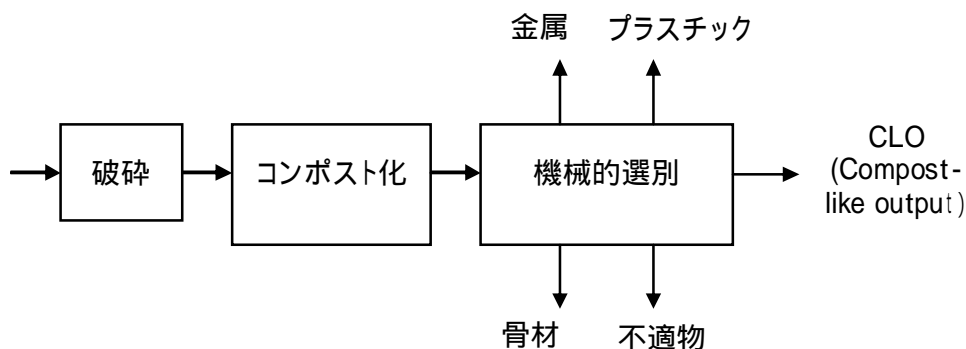 金属
プラスチック
破砕
コンポスト化
機械的選別
CLO
(Compost-
like output)
骨材
不適物